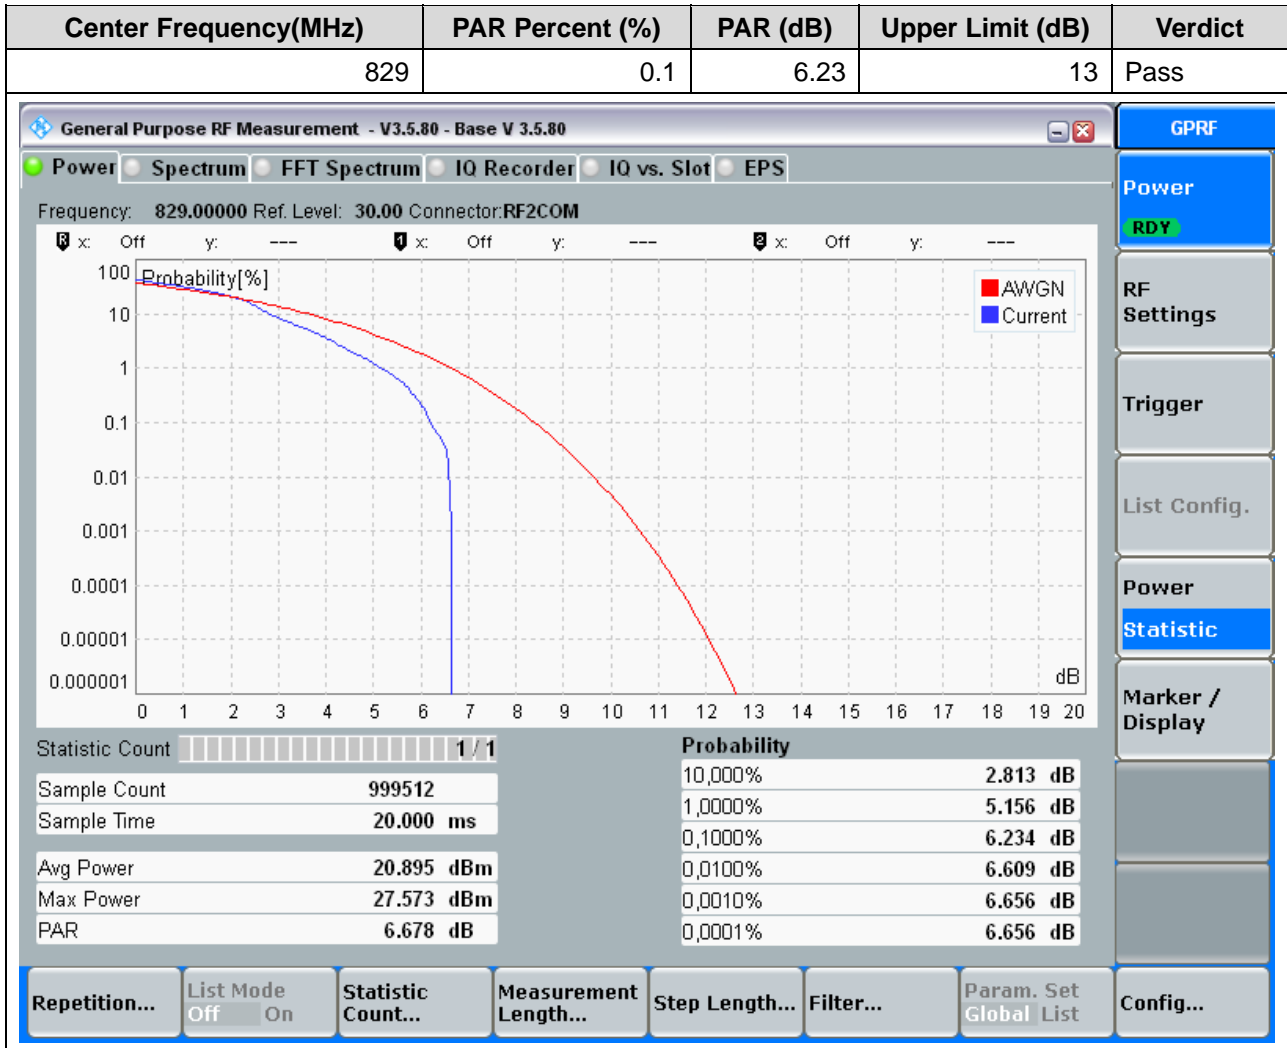 Center Frequency(MHz) PAR Percent (%) PAR (dB) Upper Limit (dB) Verdict
829 0.1 6.23 13 Pass
General Purpose RF Measurement - V3.5.80 - Base V 3.5.80
GPRF
Power Spectrum FFT Spectrum IQ Recorder IQ vs. Slot EPS
Frequency: 829.00000 Ref. Level: 30.00 Connector:RF2COM
R x: Off y: --- 1 x: Off y: --- 2 x: Off y: ---
Probability[%]
AWGN
Current
100
10
1
0.1
0.01
0.001
0.0001
0.00001
0.000001
dB
0 1 2 3 4 5 6 7 8 9 10 11 12 13 14 15 16 17 18 19 20
Statistic Count 1 / 1
Sample Count 999512
Sample Time 20.000 ms
Avg Power 20.895 dBm
Max Power 27.573 dBm
PAR 6.678 dB
Probability
10,000% 2.813 dB
1,0000% 5.156 dB
0,1000% 6.234 dB
0,0100% 6.609 dB
0,0010% 6.656 dB
0,0001% 6.656 dB
Power
RDY
RF
Settings
Trigger
List Config.
Power
Statistic
Marker /
Display
Repetition...
List Mode
Off On
Statistic
Count...
Measurement
Length...
Step Length...
Filter...
Param. Set
Global List
Config...